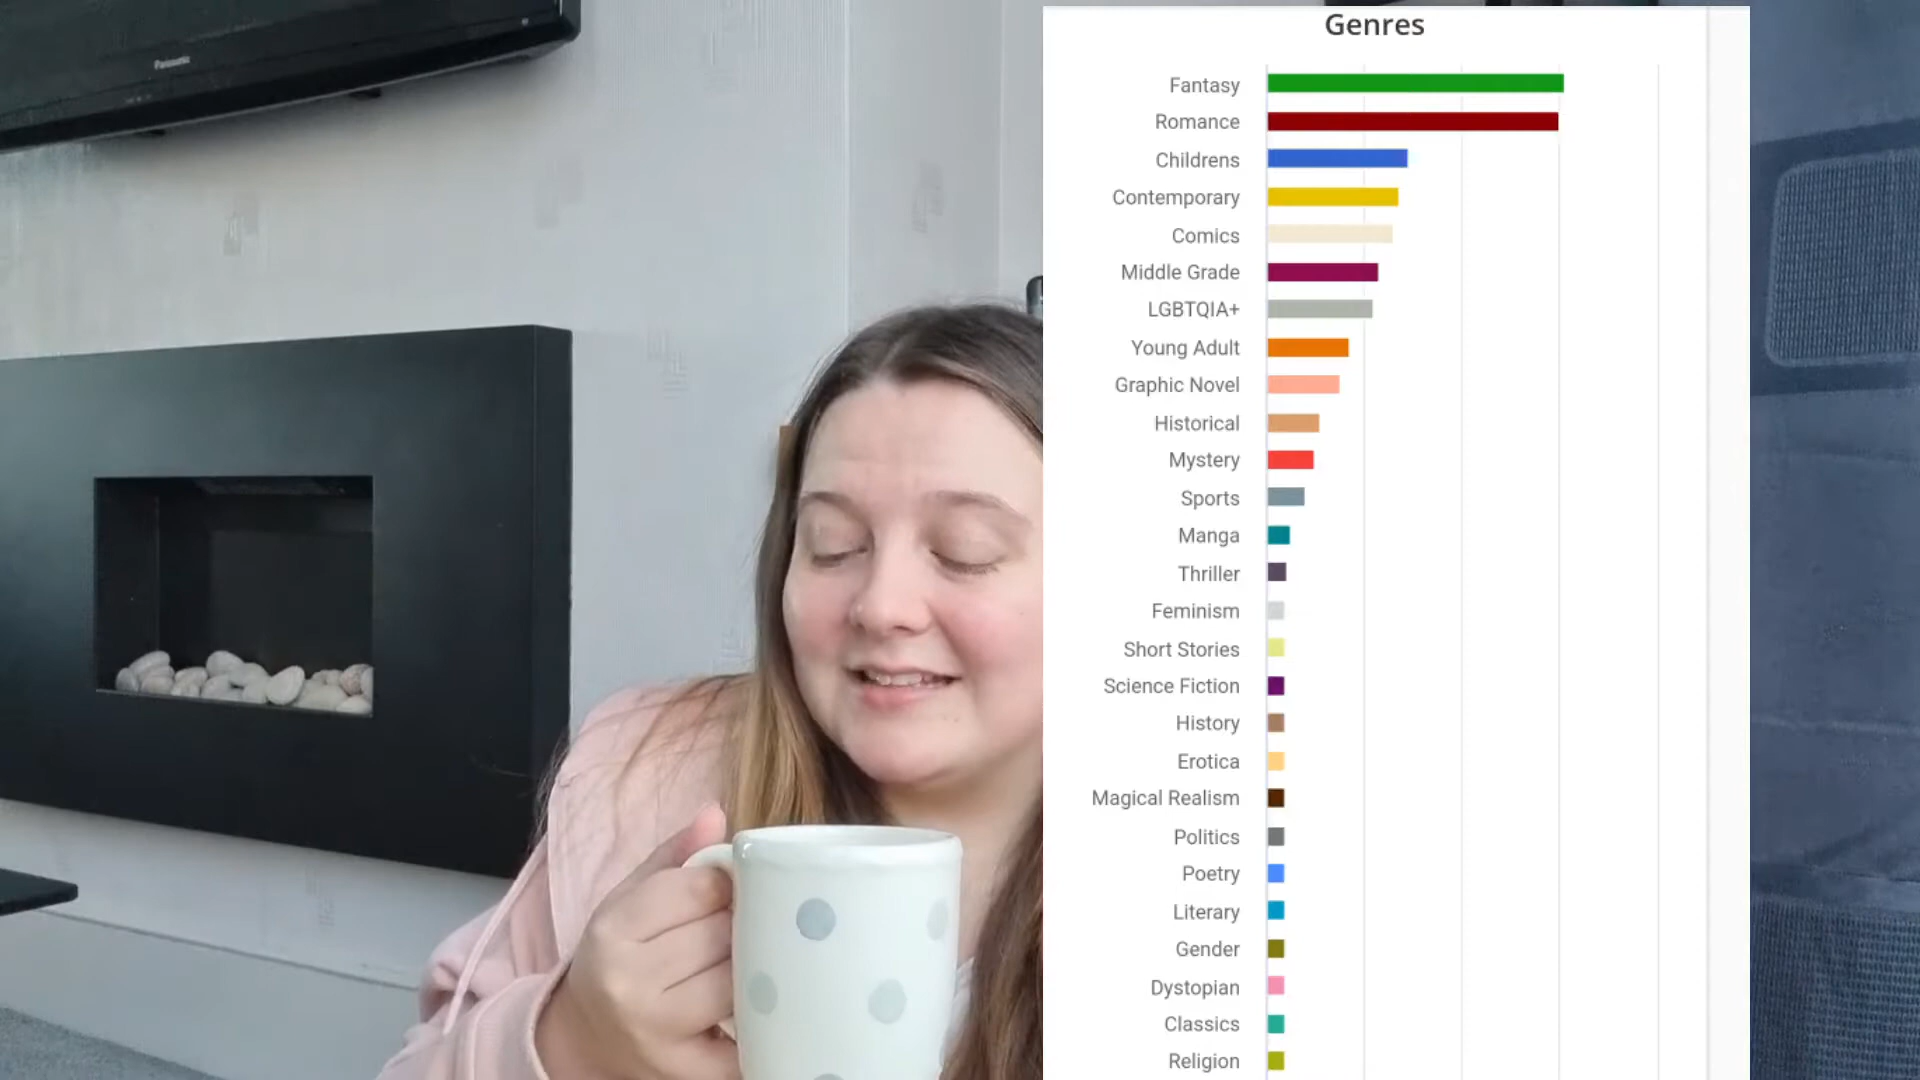 Panasonic
Genres
Fantasy
Romance
Childrens
Contemporary
Comics
Middle Grade
LGBTQIA+
Young Adult
Graphic Novel
Historical
Mystery
Sports
Manga
Thriller
Feminism
Short Stories
Science Fiction
History
Erotica
Magical Realism
Politics
Poetry
Literary
Gender
Dystopian
Classics
Religion